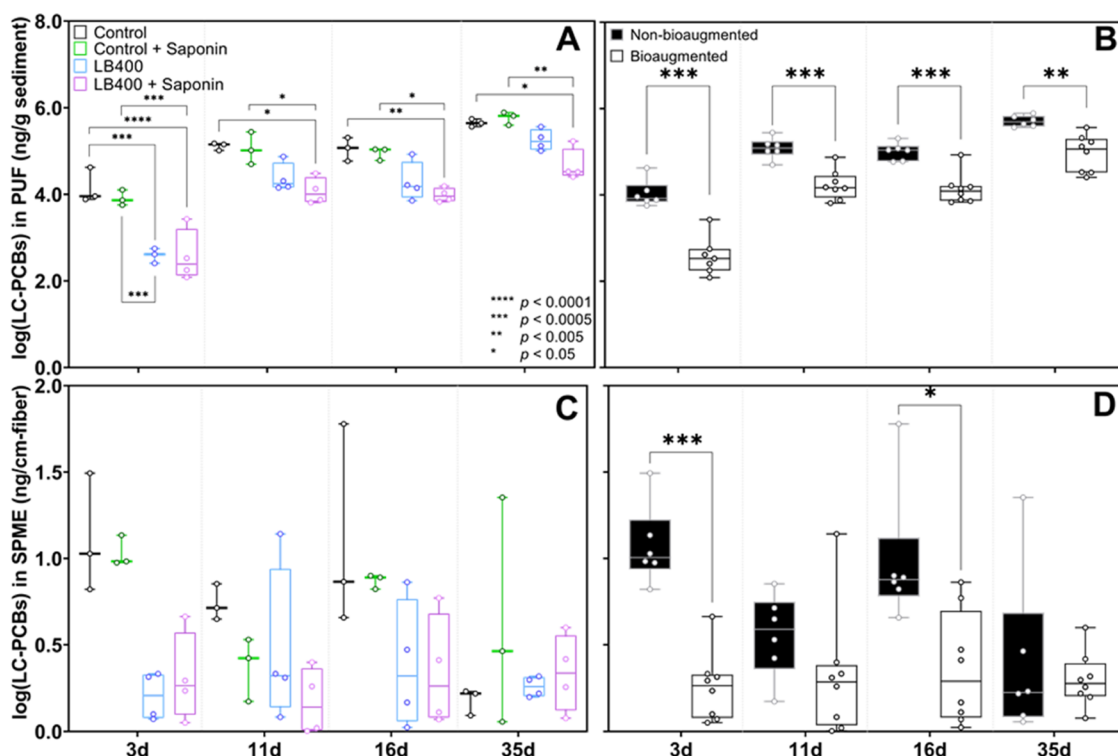 log(LC-PCBs) in PUF (ng/g sediment)
8.0
6.0
4.0
2.0
0.0
Control
Control + Saponin
LB400
LB400 + Saponin
A
***
****
***
***
*
*
*
**
**
*
**** p < 0.0001
*** p < 0.0005
** p < 0.005
* p < 0.05
Non-bioaugmented
Bioaugmented
B
***
***
***
**
log(LC-PCBs) in SPME (ng/cm-fiber)
2.0
1.5
1.0
0.5
0.0
C
3d
11d
16d
35d
D
***
*
3d
11d
16d
35d